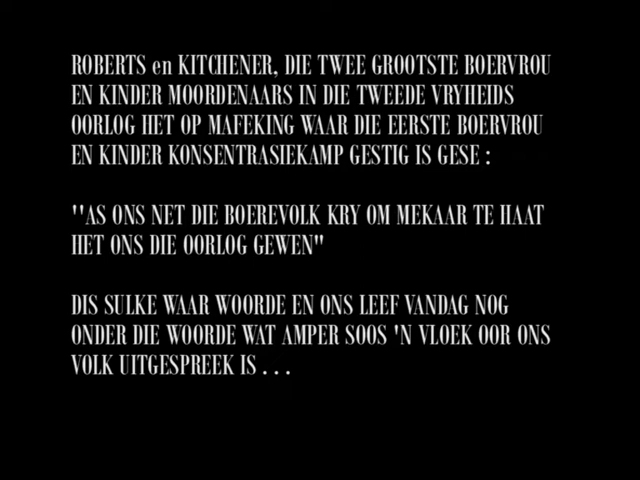 ROBERTS en KITCHENER, DIE TWEE GROOTSTE BOERVROU
EN KINDER MOORDENAARS IN DIE TWEEDE VRYHEIDS
OORLOG HET OP MAFEKING WAAR DIE EERSTE BOERVROU
EN KINDER KONSENTRASIEKAMP GESTIG IS GESE :
''AS ONS NET DIE BOEREVOLK KRY OM MEKAAR TE HAAT
HET ONS DIE OORLOG GEWEN"
DIS SULKE WAAR WOORDE EN ONS LEEF VANDAG NOG
ONDER DIE WOORDE WAT AMPER SOOS 'N VLOEK OOR ONS
VOLK UITGESPREEK IS . . .